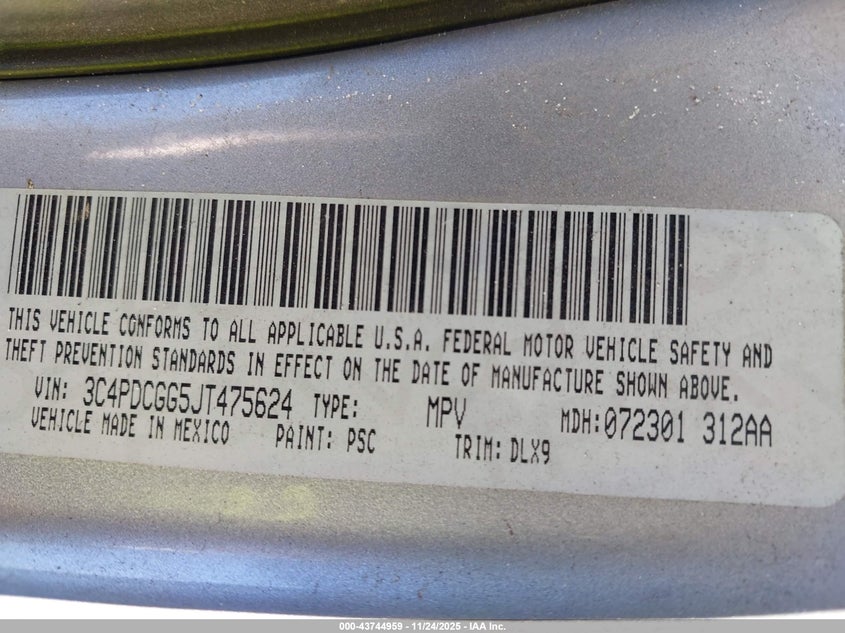 THIS VEHICLE CONFORMS TO ALL APPLICABLE U.S.A. FEDERAL MOTOR VEHICLE SAFETY AND
THEFT PREVENTION STANDARDS IN EFFECT ON THE DATE OF MANUFACTURE SHOWN ABOVE.
VIN: 3C4PDCGG5JT475624 TYPE: MPV MDH:072301 312AA
VEHICLE MADE IN MEXICO PAINT: PSC TRIM: DLX9
000-43744959 - 11/24/2025 - IAA Inc.